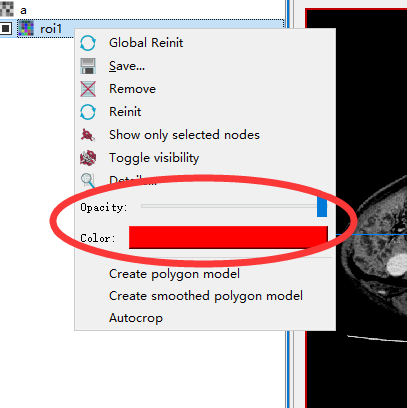 a
roi1
Global Reinit
Save...
Remove
Reinit
Show only selected nodes
Toggle visibility
Details...
Opacity:
Color:
Create polygon model
Create smoothed polygon model
Autocrop